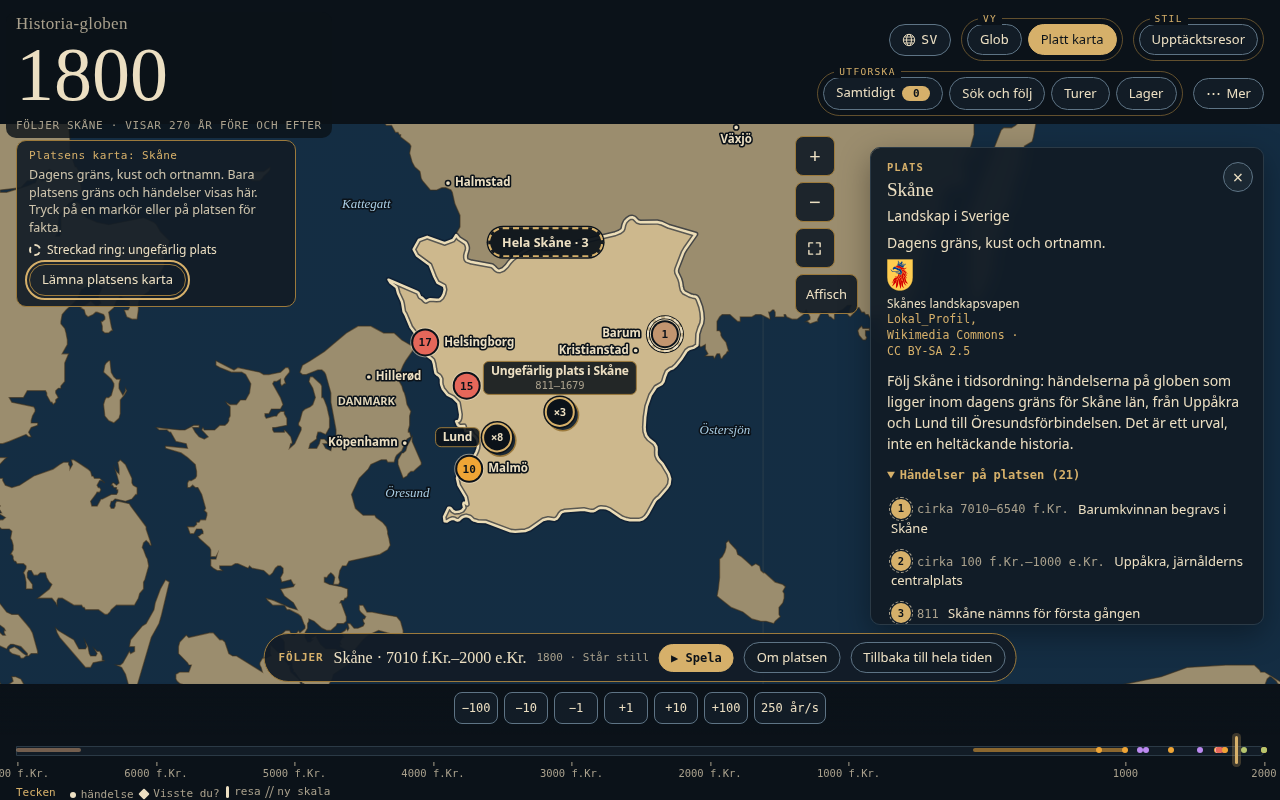 Historia-globen
1800
FÖLJER SKÅNE · VISAR 270 ÅR FÖRE OCH EFTER
SV
VY
Glob
Platt karta
STIL
Upptäcktsresor
UTFORSKA
Samtidigt 0
Sök och följ
Turer
Lager
··· Mer
Platsens karta: Skåne
Dagens gräns, kust och ortnamn. Bara
platsens gräns och händelser visas här.
Tryck på en markör eller på platsen för
fakta.
Streckad ring: ungefärlig plats
Lämna platsens karta
Växjö
Halmstad
Kattegatt
Hela Skåne · 3
17
Helsingborg
Barum
1
Kristianstad
Hillerød
15
Ungefärlig plats i Skåne
811–1679
×3
DANMARK
Köpenhamn
Lund
×8
10
Malmö
Öresund
Östersjön
+
−
Affisch
PLATS
Skåne
×
Landskap i Sverige
Dagens gräns, kust och ortnamn.
Skånes landskapsvapen
Lokal_Profil,
Wikimedia Commons ·
CC BY-SA 2.5
Följ Skåne i tidsordning: händelserna på globen som
ligger inom dagens gräns för Skåne län, från Uppåkra
och Lund till Öresundsförbindelsen. Det är ett urval,
inte en heltäckande historia.
▼ Händelser på platsen (21)
1 cirka 7010–6540 f.Kr. Barumkvinnan begravs i
Skåne
2 cirka 100 f.Kr.–1000 e.Kr. Uppåkra, järnålderns
centralplats
3 811 Skåne nämns för första gången
FÖLJER Skåne · 7010 f.Kr.–2000 e.Kr. 1800 · Står still
▶ Spela
Om platsen
Tillbaka till hela tiden
−100
−10
−1
+1
+10
+100
250 år/s
00 f.Kr.
6000 f.Kr.
5000 f.Kr.
4000 f.Kr.
3000 f.Kr.
2000 f.Kr.
1000 f.Kr.
1000
2000
Tecken händelse Visste du? resa // ny skala